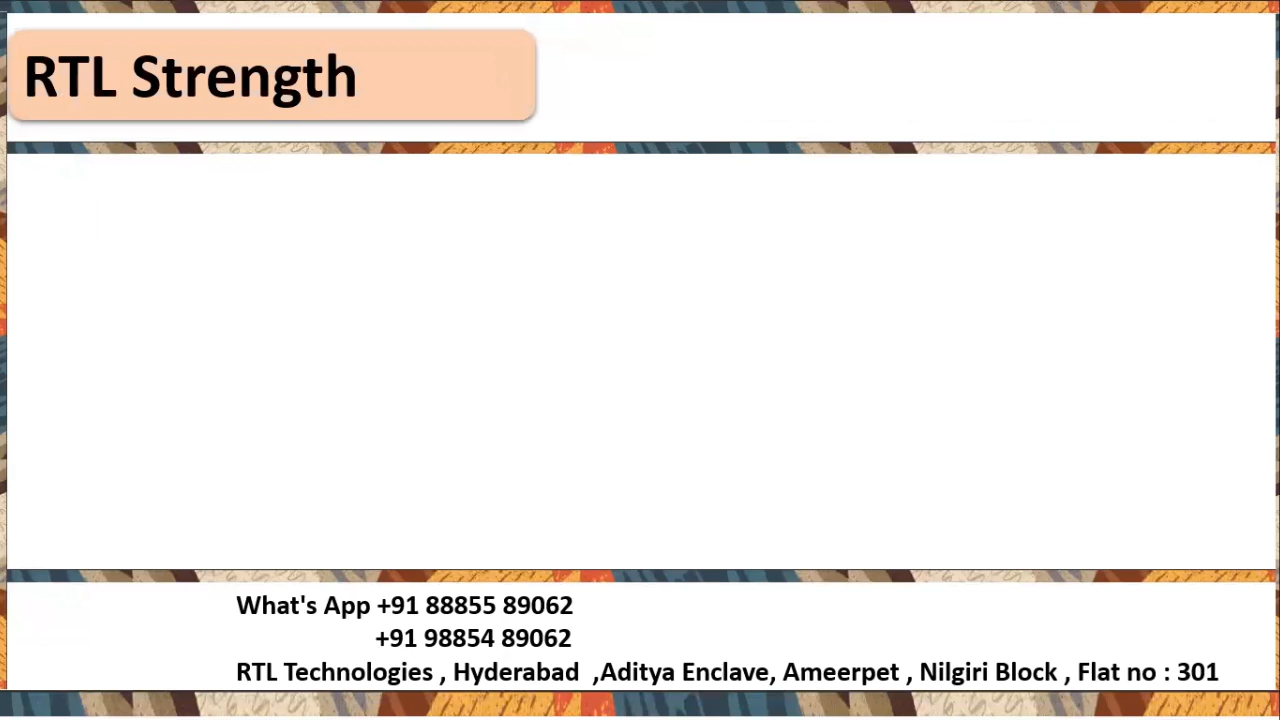 RTL Strength
What's App +91 88855 89062
+91 98854 89062
RTL Technologies , Hyderabad ,Aditya Enclave, Ameerpet , Nilgiri Block , Flat no : 301